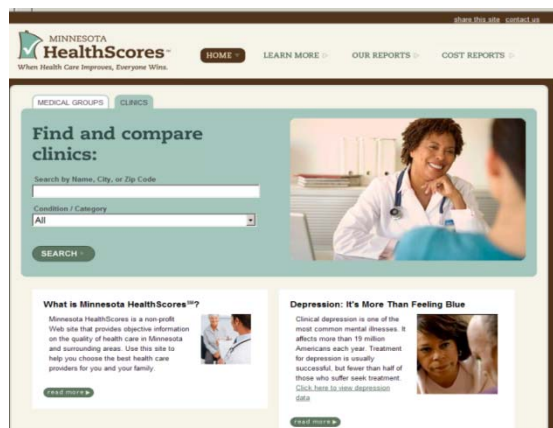 share this site contact us
MINNESOTA
HealthScores
When Health Care Improves, Everyone Wins.
HOME
LEARN MORE
OUR REPORTS
COST REPORTS
MEDICAL GROUPS
CLINICS
Find and compare
clinics:
Search by Name, City, or Zip Code
Condition / Category
All
SEARCH
What is Minnesota HealthScores℠?
Minnesota HealthScores is a non-profit
Web site that provides objective information
on the quality of health care in Minnesota
and surrounding areas. Use this site to
help you choose the best health care
providers for you and your family.
read more
Depression: It's More Than Feeling Blue
Clinical depression is one of the
most common mental illnesses. It
affects more than 19 million
Americans each year. Treatment
for depression is usually
successful, but fewer than half of
those who suffer seek treatment.
Click here to view depression
data
read more